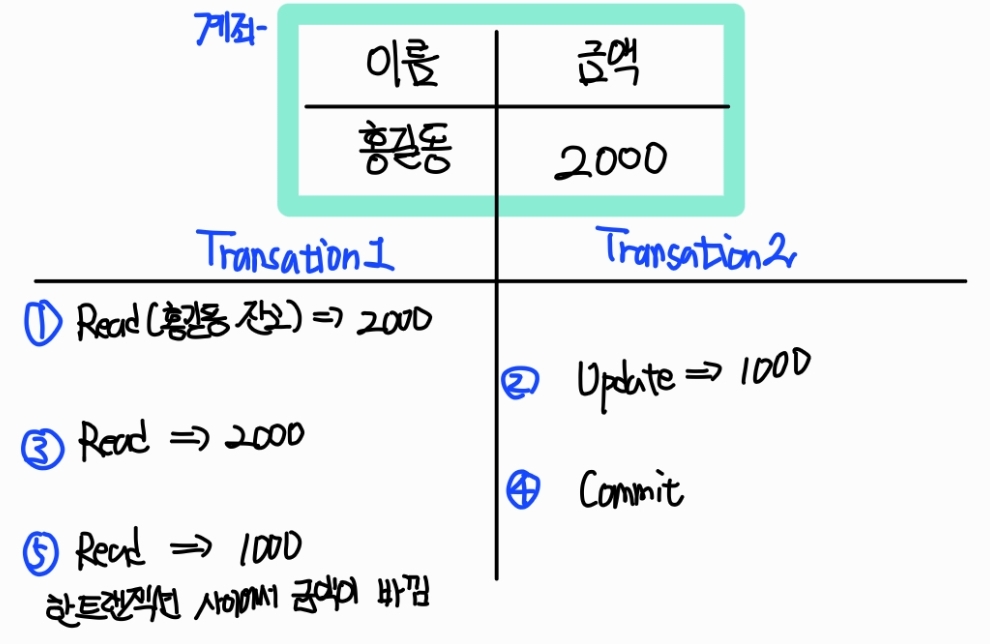 계좌-
이름 금액
홍길동 2000
Transation1 Transation2
① Read(홍길동 잔고) => 2000
② Update => 1000
③ Read => 2000
④ Commit
⑤ Read => 1000
한트랜잭션 사이에서 금액이 바뀜